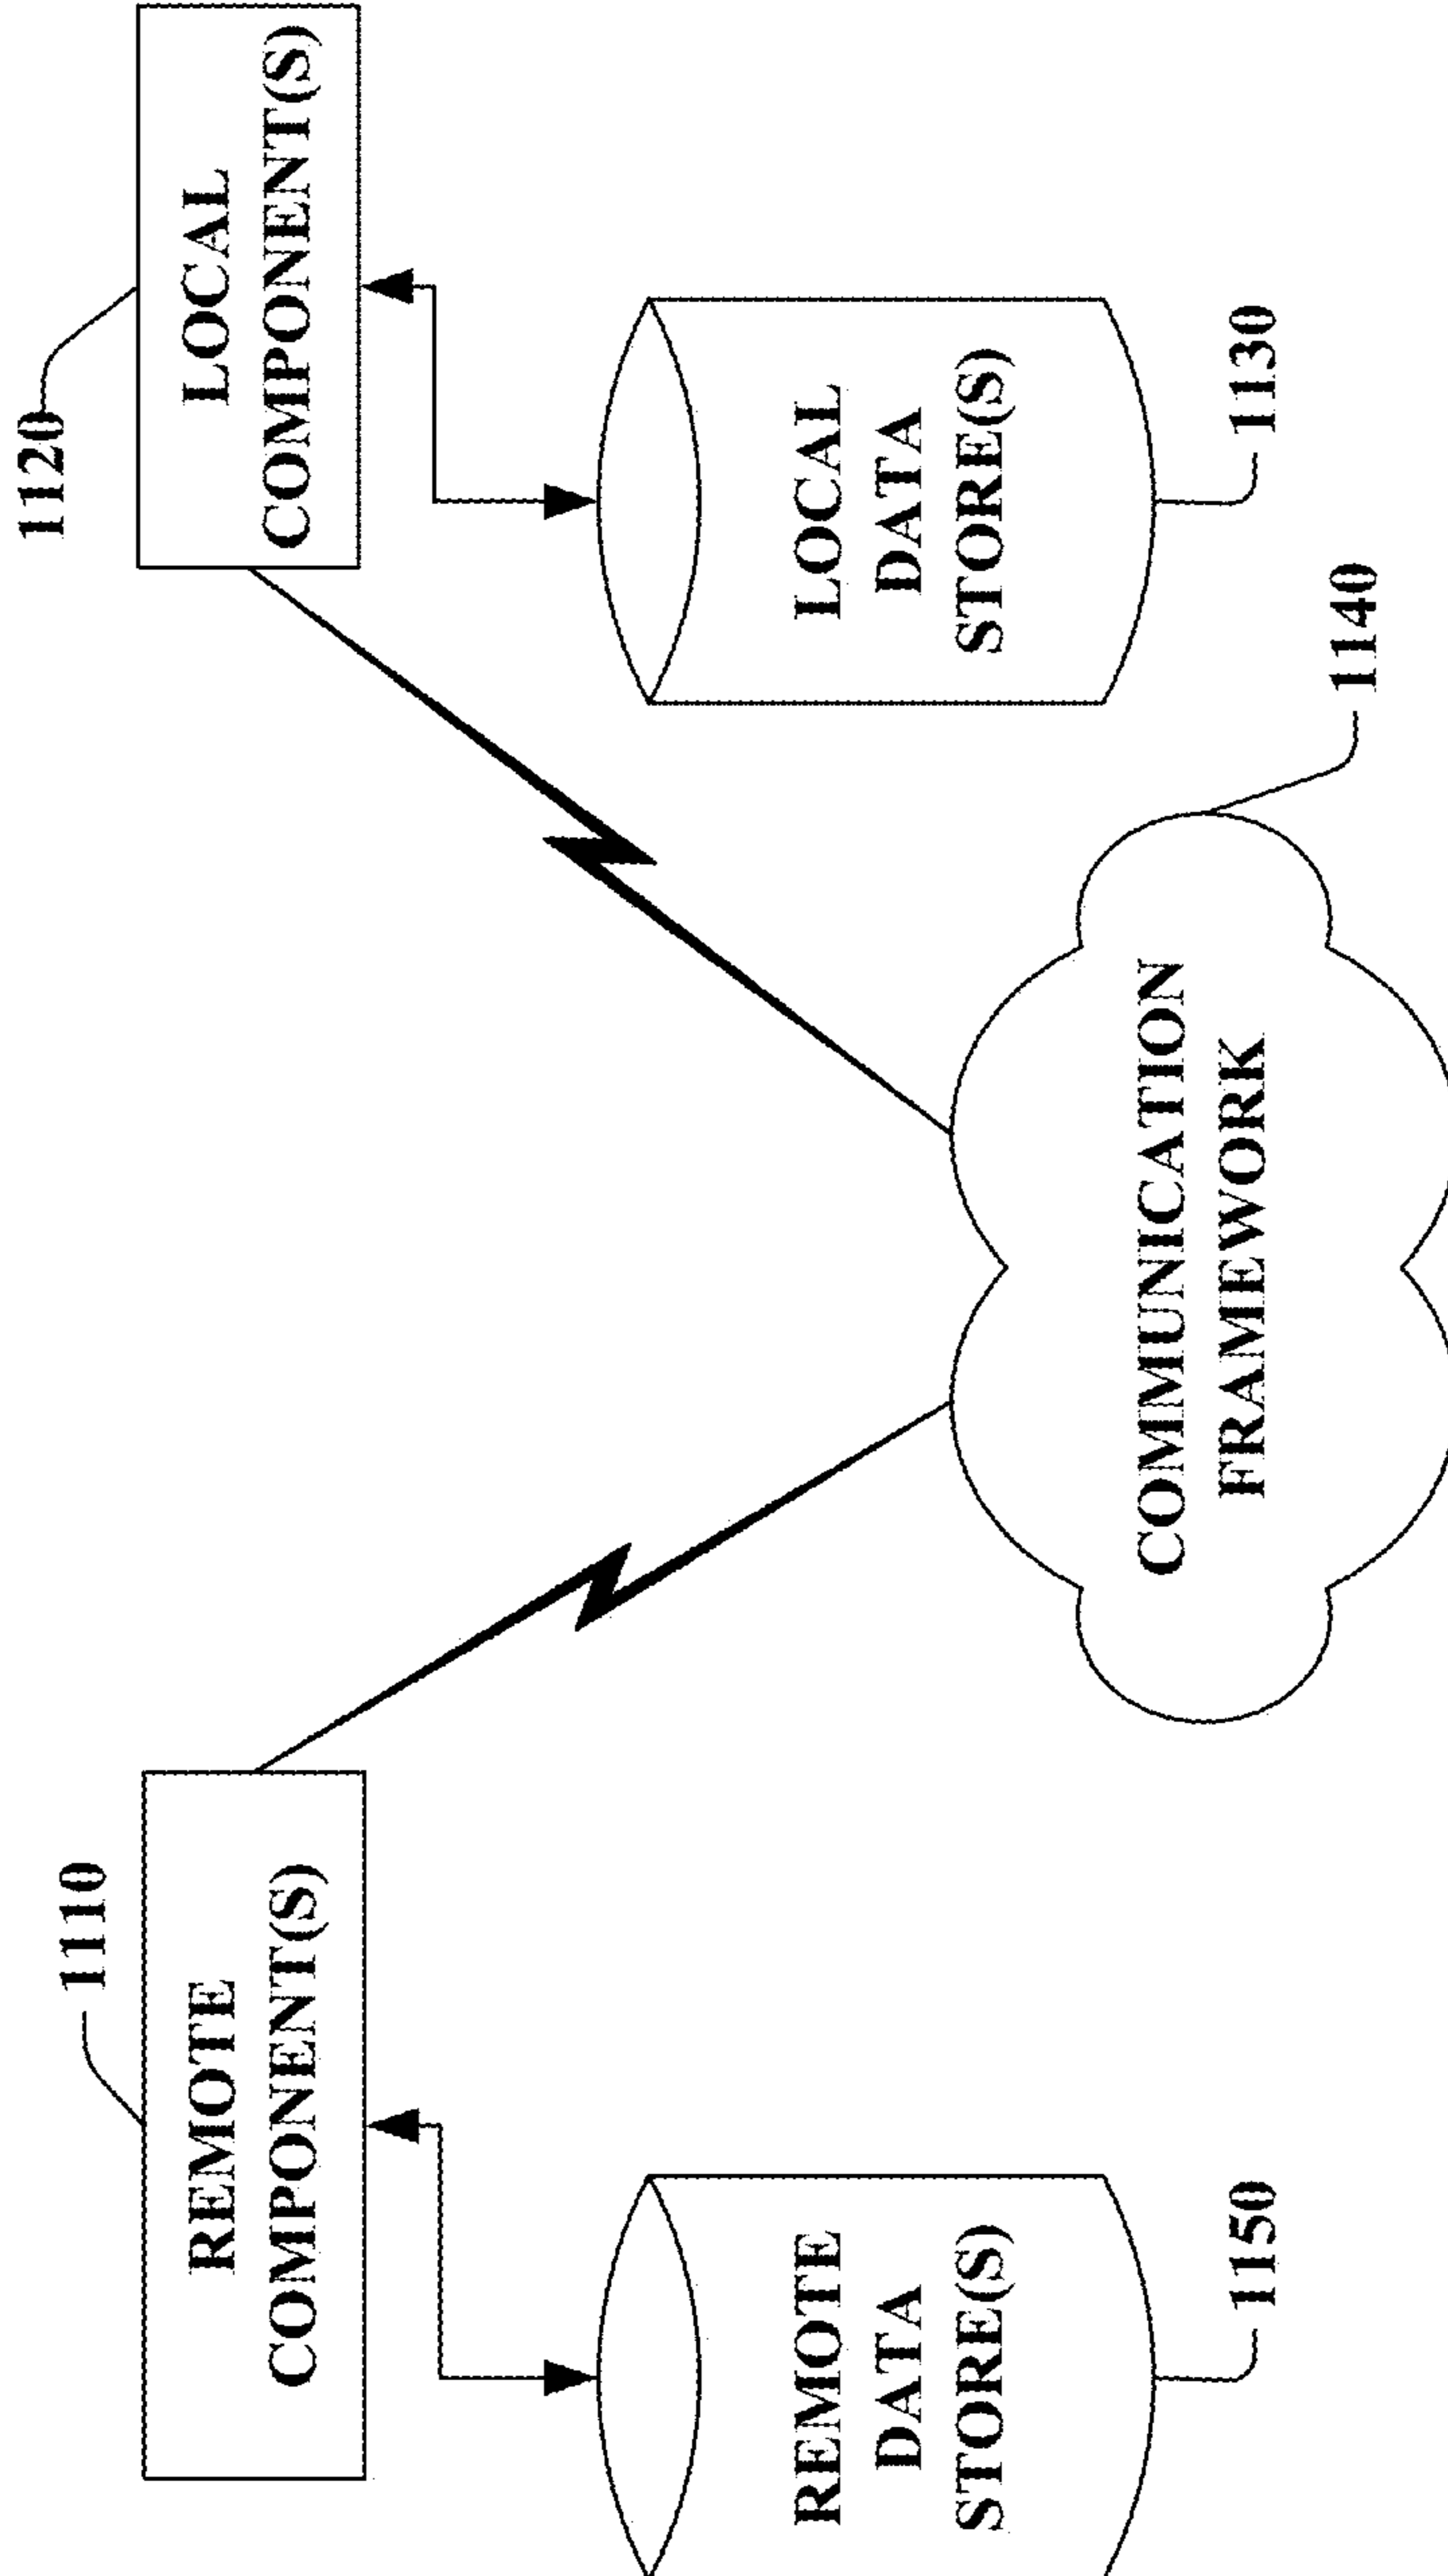 1110
REMOTE
COMPONENT(S)
1120
LOCAL
COMPONENT(S)
REMOTE
DATA
STORE(S)
1150
COMMUNICATION
FRAMEWORK
1140
LOCAL
DATA
STORE(S)
1130